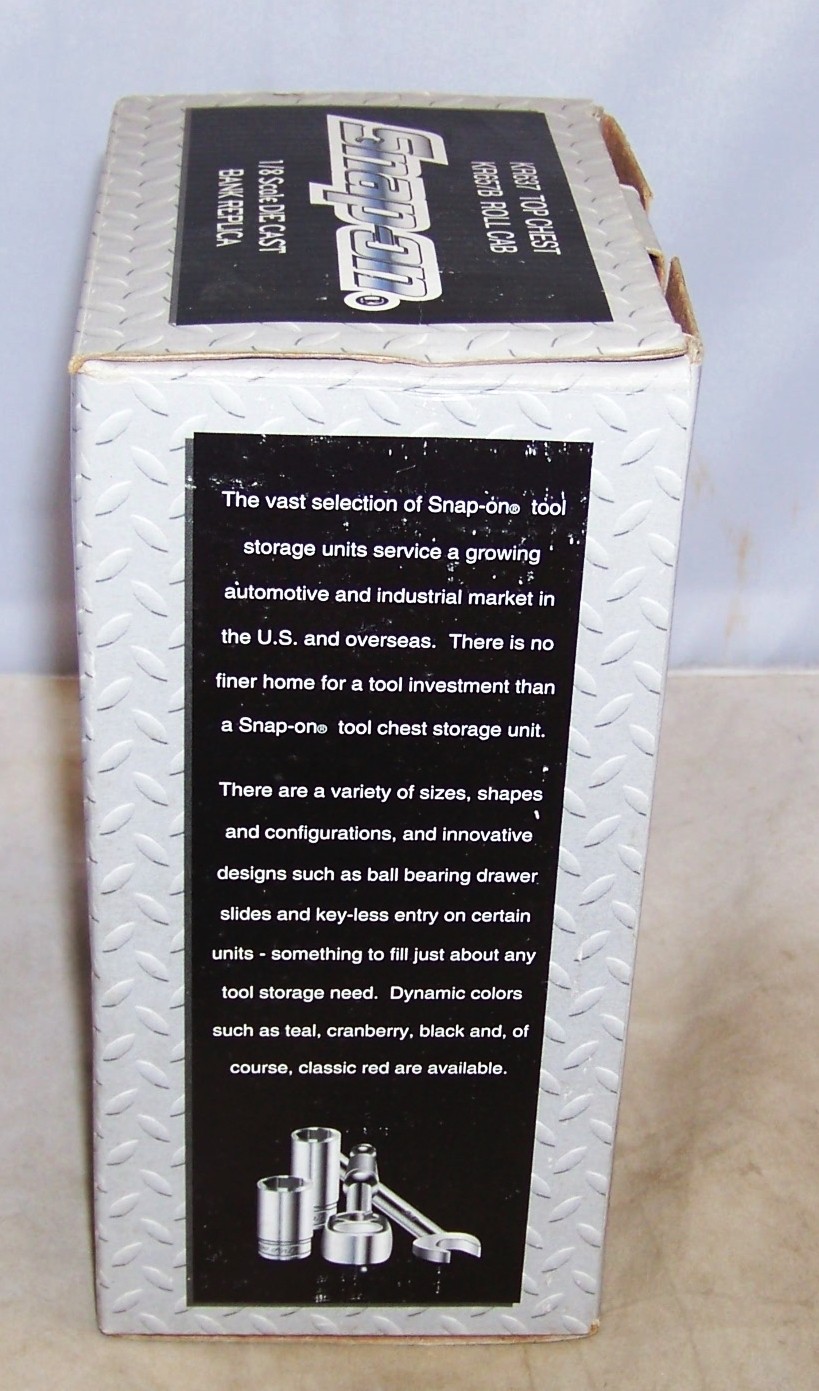 KR637 TOP CHEST
KR657B ROLL CAB
Snap-on®
1/8 Scale DIE CAST
BANK REPLICA
The vast selection of Snap-on® tool
storage units service a growing
automotive and industrial market in
the U.S. and overseas. There is no
finer home for a tool investment than
a Snap-on® tool chest storage unit.
There are a variety of sizes, shapes
and configurations, and innovative
designs such as ball bearing drawer
slides and key-less entry on certain
units - something to fill just about any
tool storage need. Dynamic colors
such as teal, cranberry, black and, of
course, classic red are available.